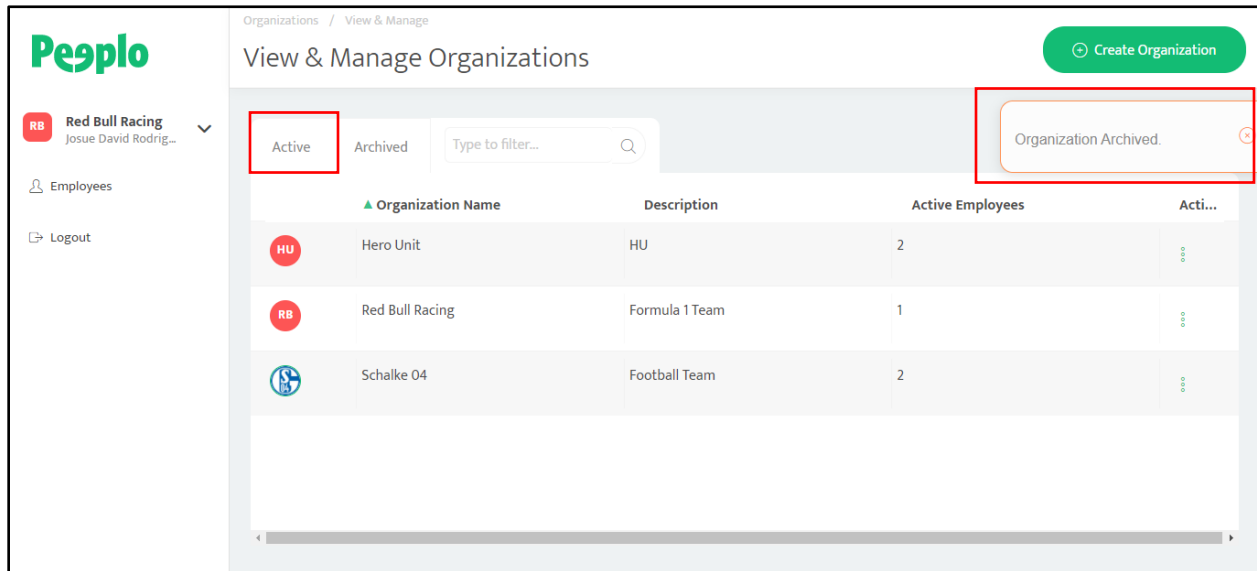 Peeplo
RB
Red Bull Racing
Josue David Rodrig...
Employees
Logout
Organizations / View & Manage
View & Manage Organizations
Create Organization
Active Archived Type to filter...
Organization Archived.
Organization Name Description Active Employees Acti...
HU Hero Unit HU 2
RB Red Bull Racing Formula 1 Team 1
S 04 Schalke 04 Football Team 2